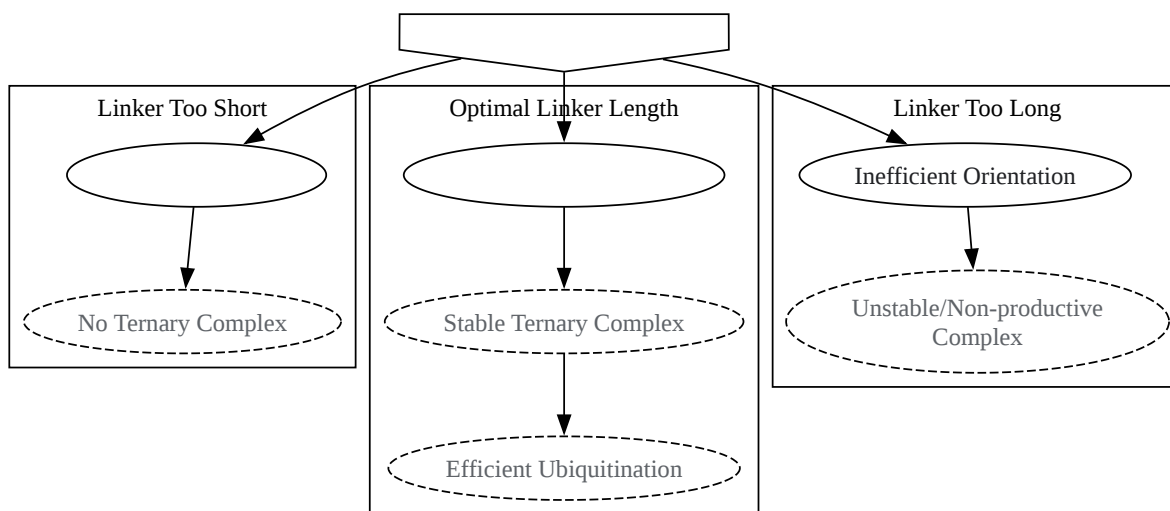 Linker Too Short
Optimal Linker Length
Linker Too Long
Inefficient Orientation
No Ternary Complex
Stable Ternary Complex
Unstable/Non-productive
Complex
Efficient Ubiquitination